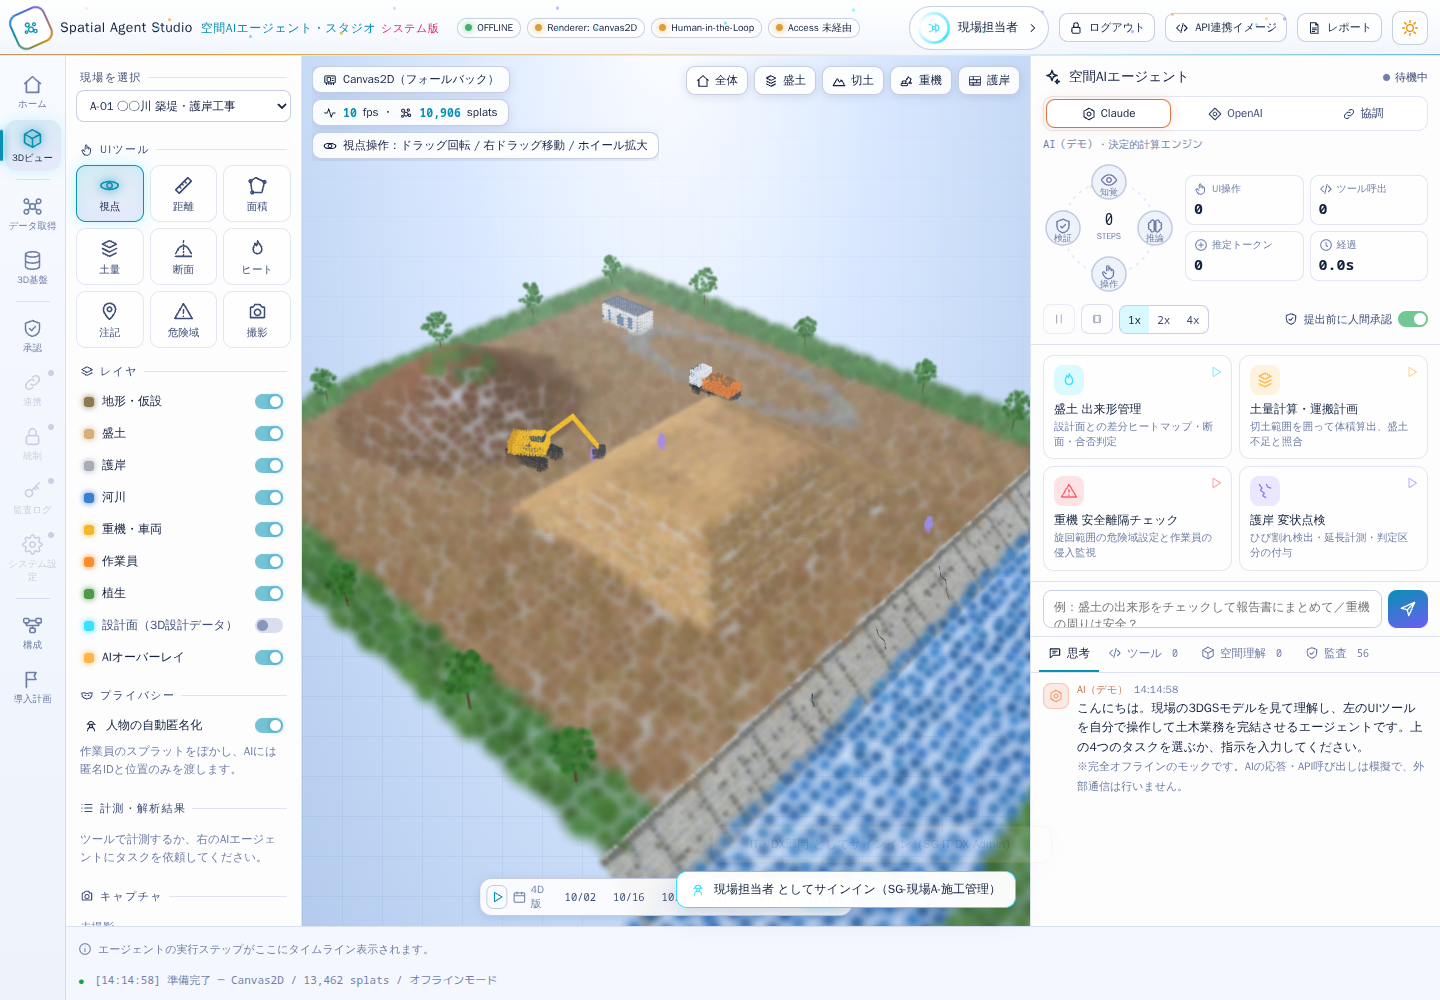 Spatial Agent Studio 空間AIエージェント・スタジオ システム版
OFFLINE
Renderer: Canvas2D
Human-in-the-Loop
Access 未経由
現場担当者
ログアウト
API連携イメージ
レポート
ホーム
3Dビュー
データ取得
3D基盤
承認
連携
統制
監査ログ
システム設定
構成
導入計画
現場を選択
A-01 〇〇川 築堤・護岸工事
UIツール
視点
距離
面積
土量
断面
ヒート
注記
危険域
撮影
レイヤ
地形・仮設
盛土
護岸
河川
重機・車両
作業員
植生
設計面（3D設計データ）
AIオーバーレイ
プライバシー
人物の自動匿名化
作業員のスプラットをぼかし、AIには
匿名IDと位置のみを渡します。
計測・解析結果
ツールで計測するか、右のAIエージェ
ントにタスクを依頼してください。
キャプチャ
Canvas2D（フォールバック）
10 fps · 10,906 splats
視点操作：ドラッグ回転 / 右ドラッグ移動 / ホイール拡大
全体
盛土
切土
重機
護岸
4D版
10/02
10/16
現場担当者 としてサインイン（SG-現場A-施工管理）
空間AIエージェント
待機中
Claude
OpenAI
協調
AI（デモ）・決定的計算エンジン
知覚
推論
操作
検証
0
STEPS
UI操作
0
ツール呼出
0
推定トークン
0
経過
0.0s
1x
2x
4x
提出前に人間承認
盛土 出来形管理
設計面との差分ヒートマップ・断
面・合否判定
土量計算・運搬計画
切土範囲を囲って体積算出、盛土
不足と照合
重機 安全離隔チェック
旋回範囲の危険域設定と作業員の
侵入監視
護岸 変状点検
ひび割れ検出・延長計測・判定区
分の付与
例：盛土の出来形をチェックして報告書にまとめて／重機
の周りは安全？
思考
ツール 0
空間理解 0
監査 56
AI（デモ） 14:14:58
こんにちは。現場の3DGSモデルを見て理解し、左のUIツール
を自分で操作して土木業務を完結させるエージェントです。上
の4つのタスクを選ぶか、指示を入力してください。
※完全オフラインのモックです。AIの応答・API呼び出しは模擬で、外
部通信は行いません。
エージェントの実行ステップがここにタイムライン表示されます。
[14:14:58] 準備完了 — Canvas2D / 13,462 splats / オフラインモード